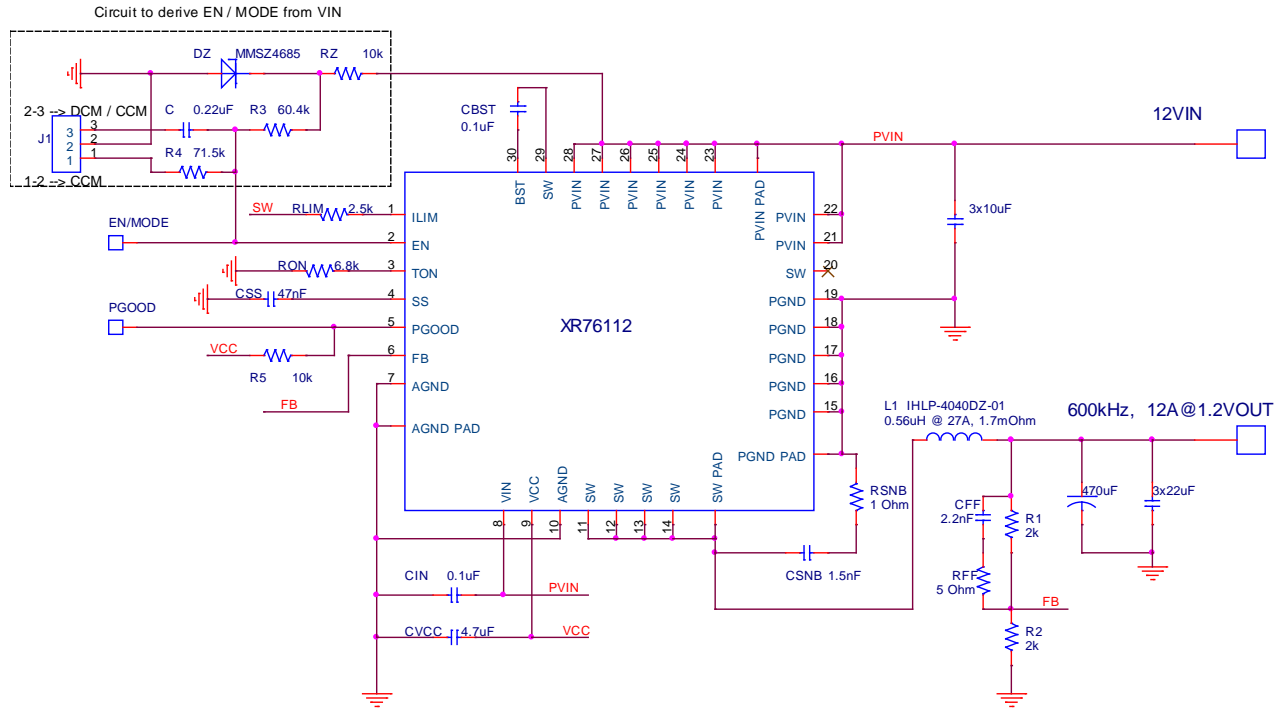 Circuit to derive EN / MODE from VIN
DZ MMSZ4685 RZ 10k
2-3 --> DCM / CCM
C 0.22uF R3 60.4k
J1
3
2
1
R4 71.5k
1-2 --> CCM
CBST
0.1uF
12VIN
PVIN
30 29 28 27 26 25 24 23
BST SW PVIN PVIN PVIN PVIN PVIN PVIN PVIN PAD
SW RLIM 2.5k 1 ILIM
EN/MODE
2 EN
RON 6.8k 3 TON
CSS 47nF 4 SS
PGOOD
5 PGOOD
VCC
R5 10k
6 FB
FB
7 AGND
AGND PAD
XR76112
PVIN 22
PVIN 21
SW 20
PGND 19
PGND 18
PGND 17
PGND 16
PGND 15
PGND PAD
3x10uF
VIN VCC AGND SW SW SW SW SW PAD
8 9 10 11 12 13 14
RSNB
1 Ohm
CSNB 1.5nF
CIN 0.1uF
PVIN
CVCC 4.7uF
VCC
L1 IHLP-4040DZ-01
0.56uH @ 27A, 1.7mOhm
600kHz, 12A@1.2VOUT
CFF
2.2nF
R1
2k
470uF
3x22uF
RFF
5 Ohm
FB
R2
2k